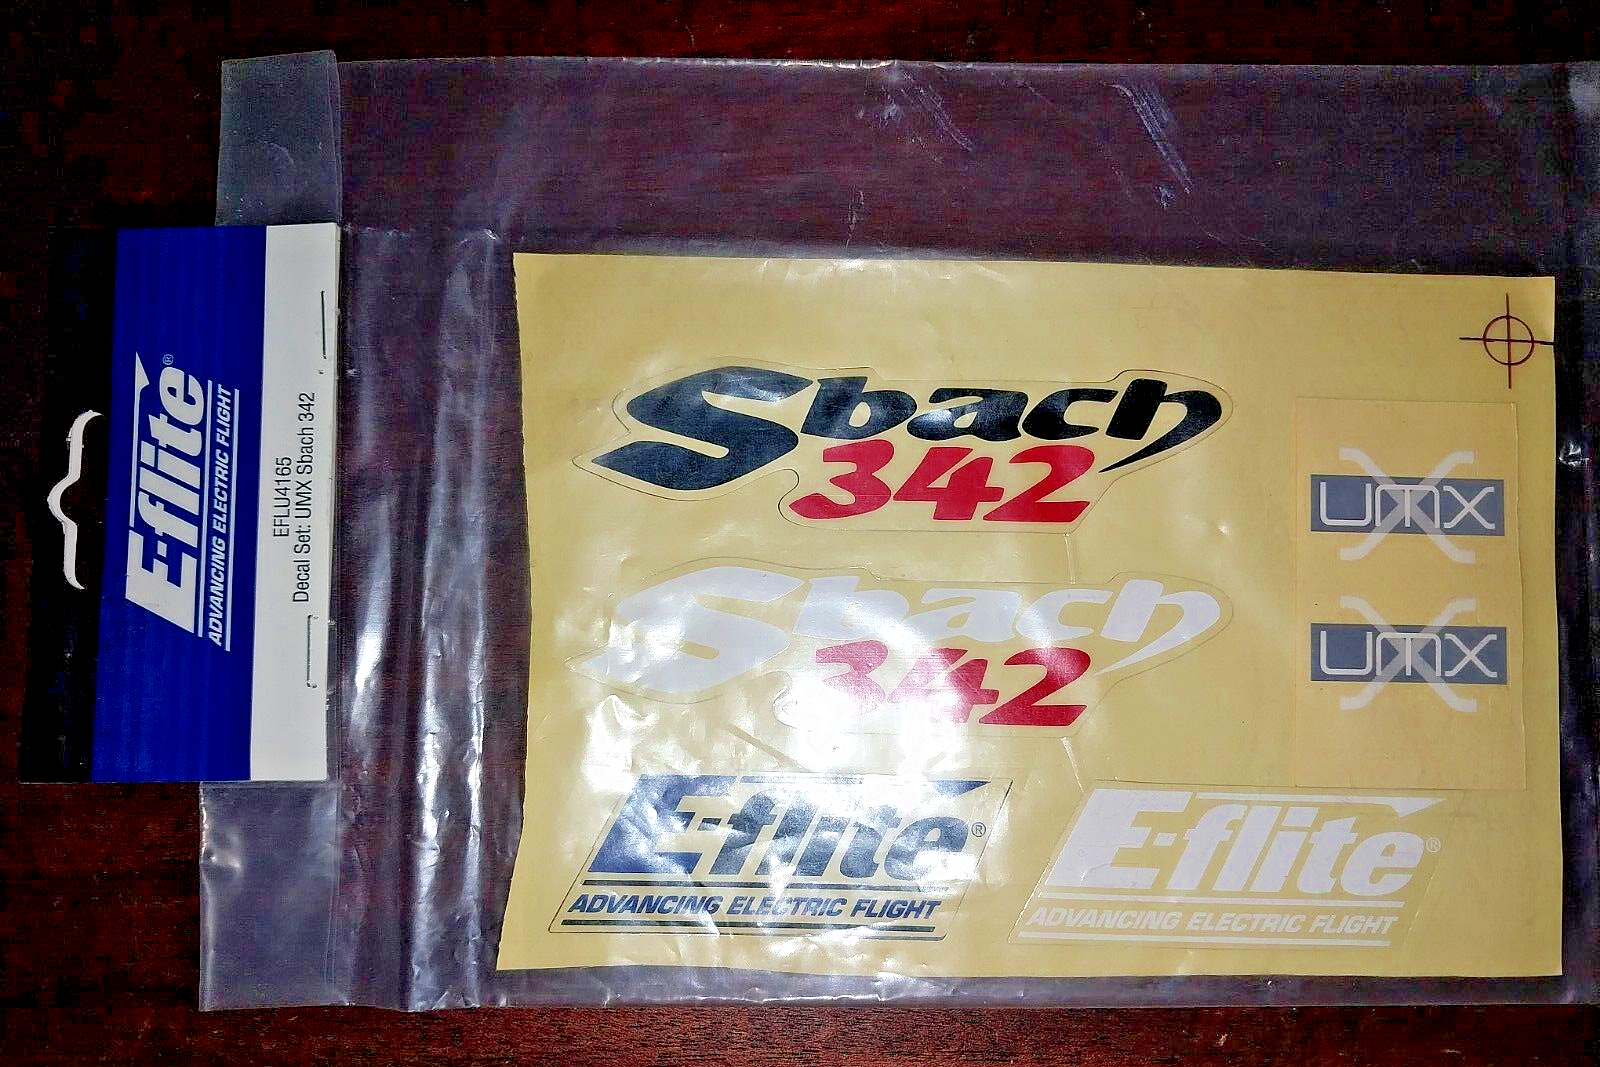 E-flite®
ADVANCING ELECTRIC FLIGHT
EFLU4165
Decal Set: UMX Sbach 342
Sbach
342
Sbach
342
UMX
UMX
E-flite®
ADVANCING ELECTRIC FLIGHT
E-flite®
ADVANCING ELECTRIC FLIGHT